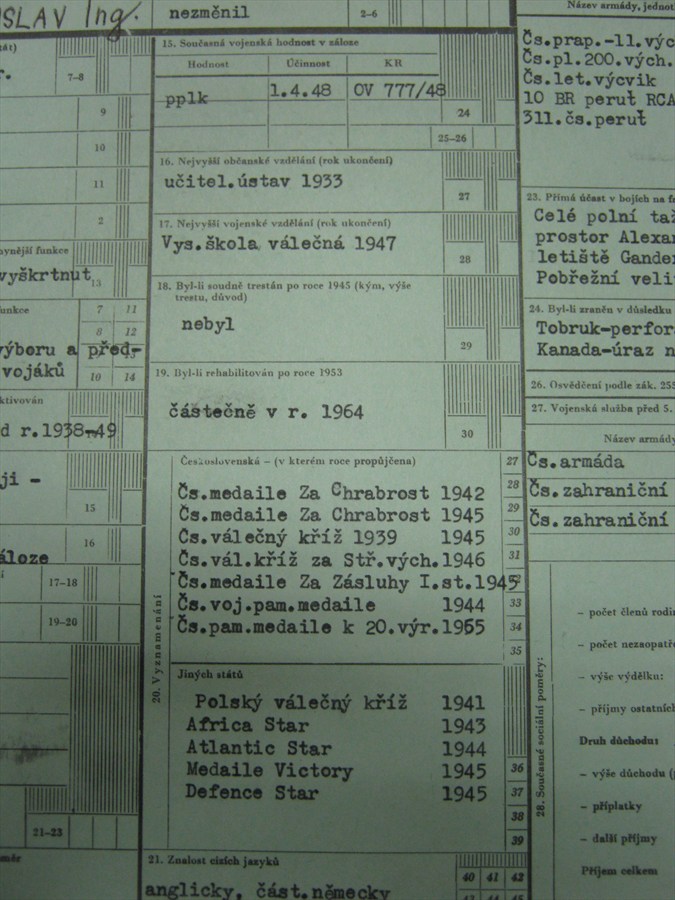 SLAV Ing.
nezměnil
2-6
15. Současná vojenská hodnost v záloze
Hodnost Účinnost KR
pplk 1.4.48 OV 777/48
24
25-26
16. Nejvyšší občanské vzdělání (rok ukončení)
učitel.ústav 1933
27
17. Nejvyšší vojenské vzdělání (rok ukončení)
Vys.škola válečná 1947
28
18. Byl-li soudně trestán po roce 1945 (kým, výše
trestu, důvod)
nebyl
29
19. Byl-li rehabilitován po roce 1953
částečně v r. 1964
30
20. Vyznamenání
Československá – (v kterém roce propůjčena)
27
Čs.medaile Za Chrabrost 1942
28
Čs.medaile Za Chrabrost 1945
29
Čs.válečný kříž 1939 1945
30
Čs.vál.kříž za Stř.vých.1946
31
Čs.medaile Za Zásluhy I.st.1945
Čs.voj.pam.medaile 1944
33
Čs.pam.medaile k 20.výr.1965
34
35
Jiných států
Polský válečný kříž 1941
Africa Star 1943
Atlantic Star 1944
Medaile Victory 1945
36
Defence Star 1945
37
38
39
21. Znalost cizích jazyků
40 41 42
anglicky, část.německy
r.
7-8
9
10
11
2
funkce
vyškrtnut
13
funkce
7 11
8 12
výboru a před-
vojáků
10 14
r.1938-49
ji -
15
16
záloze
17-18
19-20
21-23
Název armády, jednot
Čs.prap.-11.výc
Čs.pl.200.vých.
Čs.let.výcvik
10 BR peruť RCA
311.čs.peruť
23. Přímá účast v bojích na f
Celé polní taž
prostor Alexan
letiště Gander
Pobřežní veli
24. Byl-li zraněn v důsledku
Tobruk-perfor
Kanada-úraz n
26. Osvědčení podle zák. 255
27. Vojenská služba před 5.
Název armády
Čs.armáda
Čs.zahraniční
Čs.zahraniční
28. Současné sociální poměry:
– počet členů rodi
– počet nezaopatř
– výše výdělku:
– příjmy ostatních
Druh důchodu:
– výše důchodu (p
– příplatky
– další příjmy
Příjem celkem